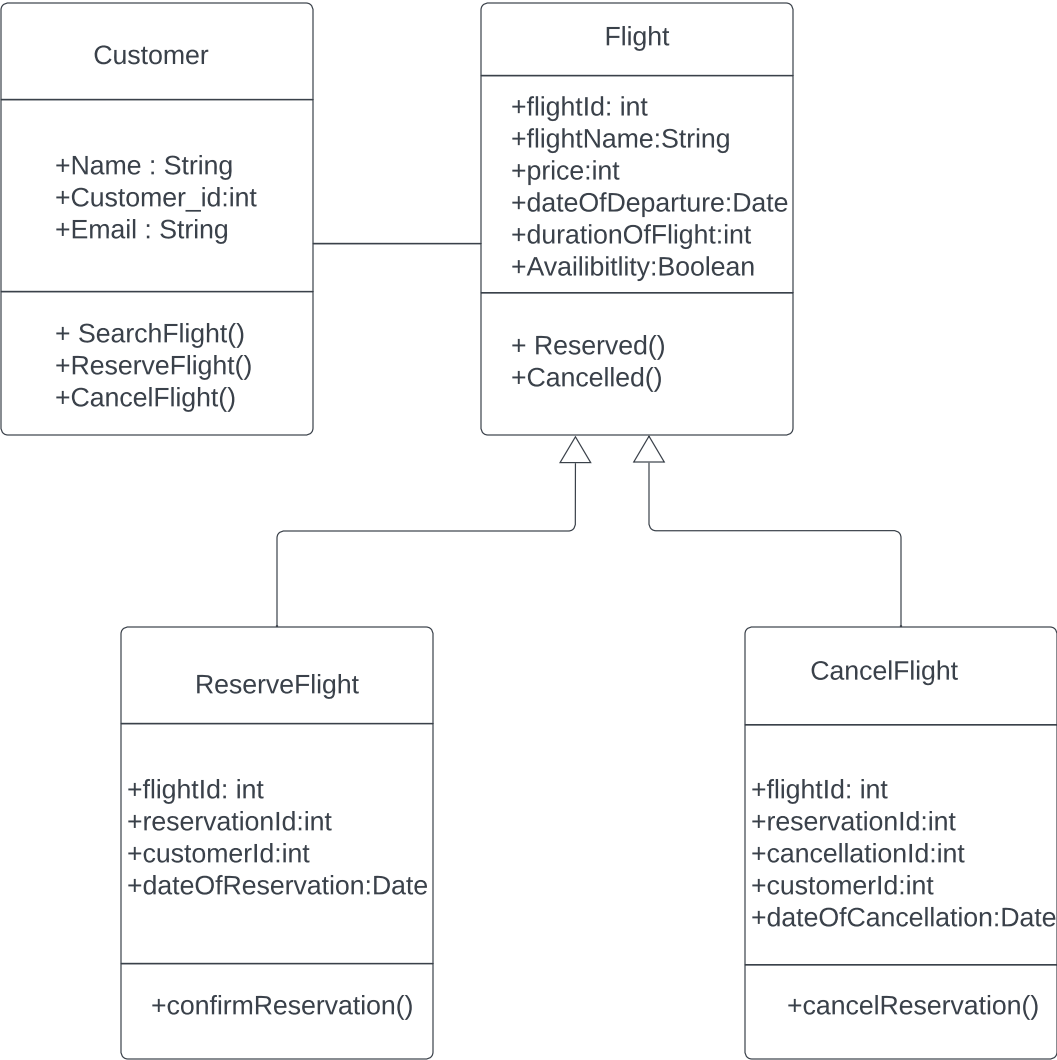 Customer
+Name : String
+Customer_id:int
+Email : String
+ SearchFlight()
+ReserveFlight()
+CancelFlight()
Flight
+flightId: int
+flightName:String
+price:int
+dateOfDeparture:Date
+durationOfFlight:int
+Availibitlity:Boolean
+ Reserved()
+Cancelled()
ReserveFlight
+flightId: int
+reservationId:int
+customerId:int
+dateOfReservation:Date
+confirmReservation()
CancelFlight
+flightId: int
+reservationId:int
+cancellationId:int
+customerId:int
+dateOfCancellation:Date
+cancelReservation()